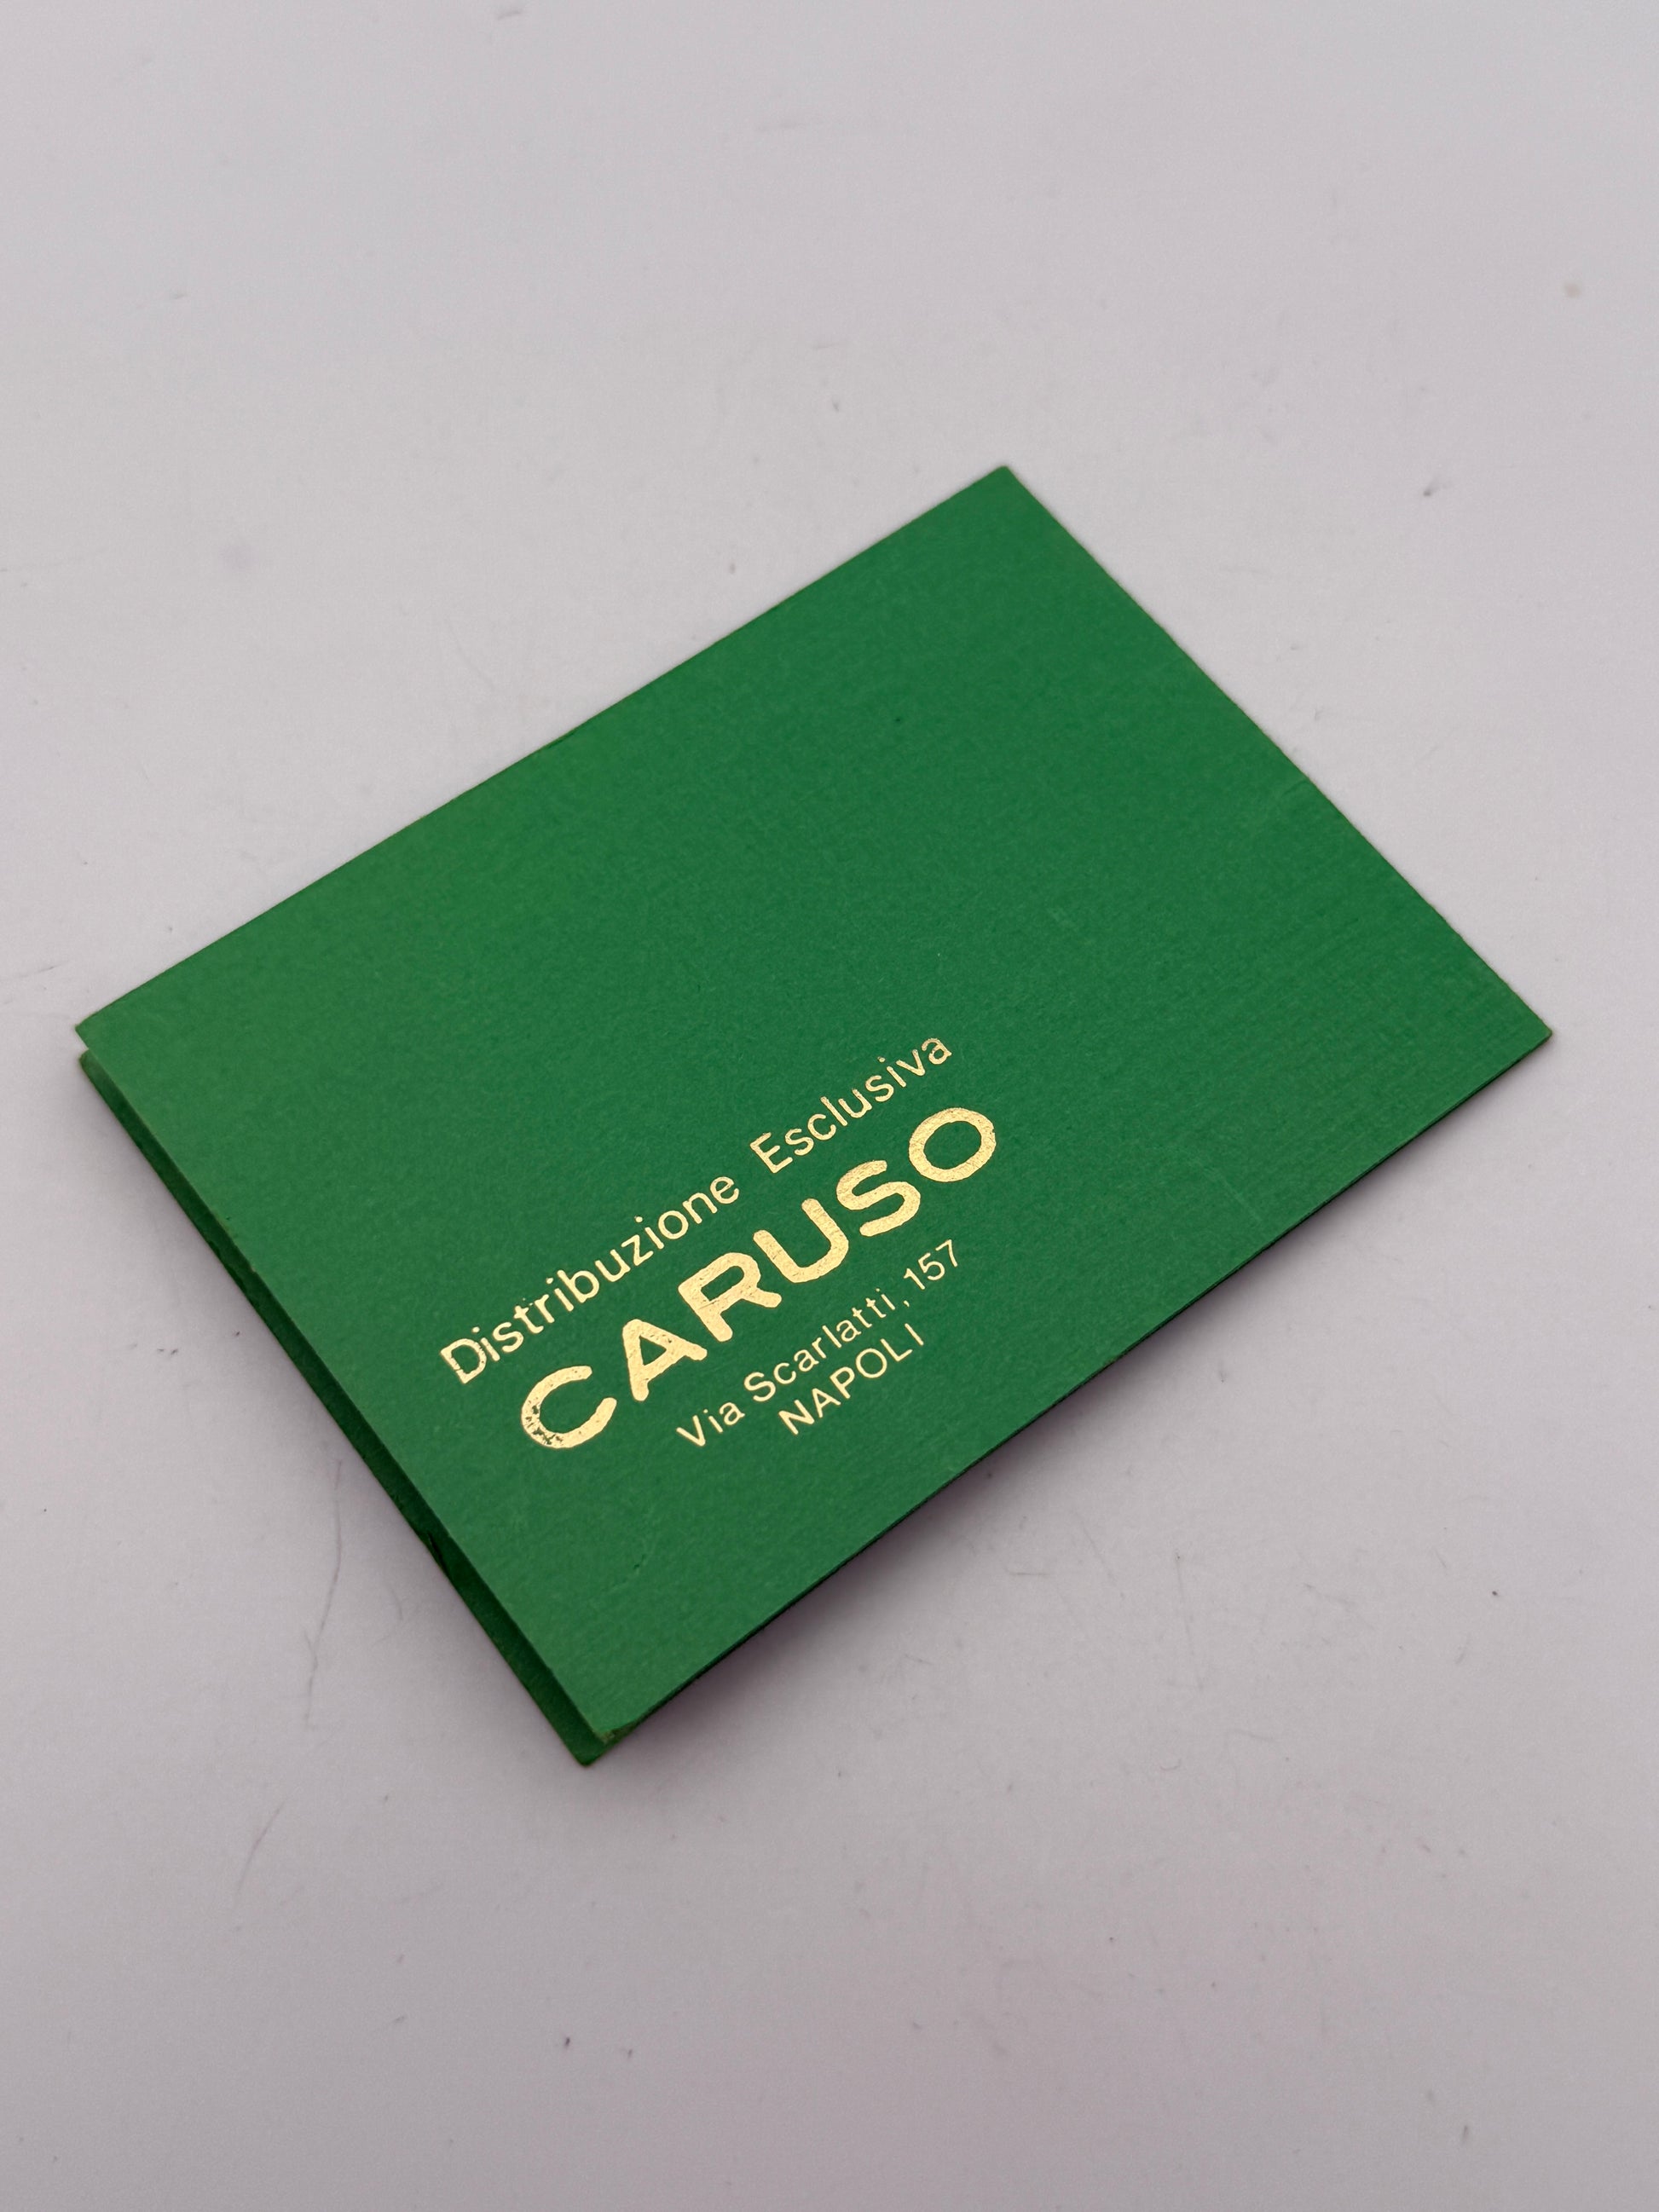 Distribuzione Esclusiva
CARUSO
Via Scarlatti, 157
NAPOLI